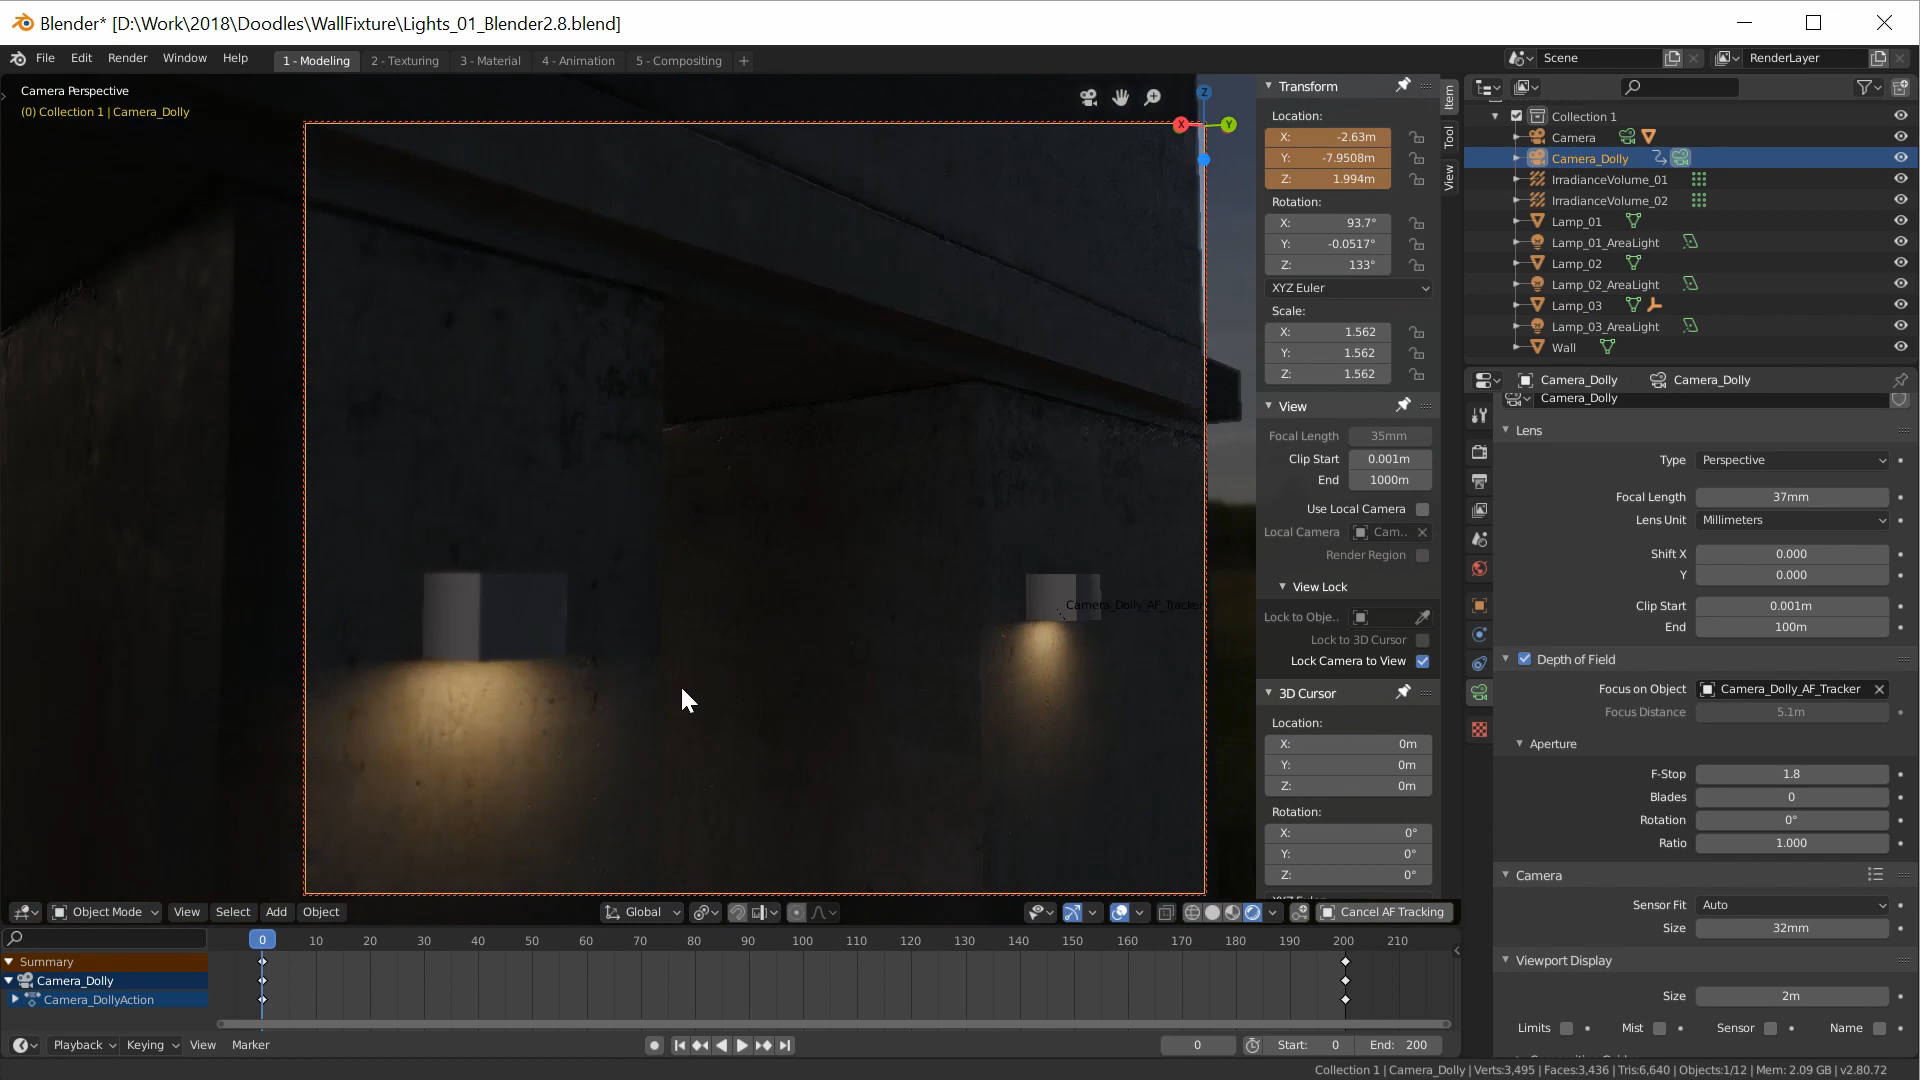 Blender* [D:\Work\2018\Doodles\WallFixture\Lights_01_Blender2.8.blend]
File Edit Render Window Help 1 - Modeling 2 - Texturing 3 - Material 4 - Animation 5 - Compositing + Scene RenderLayer
Camera Perspective
(0) Collection 1 | Camera_Dolly
X Y Z
Camera_Dolly_AF_Tracker
Transform
Location:
X: -2.63m
Y: -7.9508m
Z: 1.994m
Rotation:
X: 93.7°
Y: -0.0517°
Z: 133°
XYZ Euler
Scale:
X: 1.562
Y: 1.562
Z: 1.562
View
Focal Length 35mm
Clip Start 0.001m
End 1000m
Use Local Camera
Local Camera Cam..
Render Region
View Lock
Lock to Obje..
Lock to 3D Cursor
Lock Camera to View
3D Cursor
Location:
X: 0m
Y: 0m
Z: 0m
Rotation:
X: 0°
Y: 0°
Z: 0°
Item
Tool
View
Collection 1
Camera
Camera_Dolly
IrradianceVolume_01
IrradianceVolume_02
Lamp_01
Lamp_01_AreaLight
Lamp_02
Lamp_02_AreaLight
Lamp_03
Lamp_03_AreaLight
Wall
Camera_Dolly Camera_Dolly
Camera_Dolly
Lens
Type Perspective
Focal Length 37mm
Lens Unit Millimeters
Shift X 0.000
Y 0.000
Clip Start 0.001m
End 100m
Depth of Field
Focus on Object Camera_Dolly_AF_Tracker
Focus Distance 5.1m
Aperture
F-Stop 1.8
Blades 0
Rotation 0°
Ratio 1.000
Camera
Sensor Fit Auto
Size 32mm
Viewport Display
Size 2m
Limits Mist Sensor Name
Object Mode View Select Add Object Global Cancel AF Tracking
0 10 20 30 40 50 60 70 80 90 100 110 120 130 140 150 160 170 180 190 200 210
Summary
Camera_Dolly
Camera_DollyAction
Playback Keying View Marker 0 Start: 0 End: 200
Collection 1 | Camera_Dolly | Verts:3,495 | Faces:3,436 | Tris:6,640 | Objects:1/12 | Mem: 2.09 GB | v2.80.72